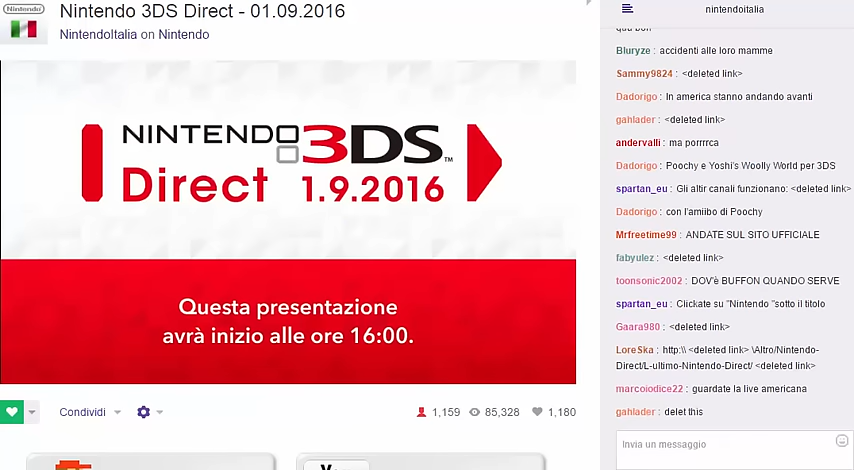 Nintendo
Nintendo 3DS Direct - 01.09.2016
NintendoItalia on Nintendo
NINTENDO 3DS™
Direct 1.9.2016
Questa presentazione
avrà inizio alle ore 16:00.
Condividi
1,159
85,328
1,180
nintendoitalia
Bluryze : accidenti alle loro mamme
Sammy9824 : <deleted link>
Dadorigo : In america stanno andando avanti
gahlader : <deleted link>
andervalli : ma porrrrca
Dadorigo : Poochy e Yoshi's Woolly World per 3DS
spartan_eu : Gli altir canali funzionano: <deleted link>
Dadorigo : con l'amiibo di Poochy
Mrfreetime99 : ANDATE SUL SITO UFFICIALE
fabyulez : <deleted link>
toonsonic2002 : DOV'è BUFFON QUANDO SERVE
spartan_eu : Clickate su "Nintendo "sotto il titolo
Gaara980 : <deleted link>
LoreSka : http:\\ <deleted link> \Altro/Nintendo-
Direct/L-ultimo-Nintendo-Direct/ <deleted link>
marcoiodice22 : guardate la live americana
gahlader : delet this
Invia un messaggio